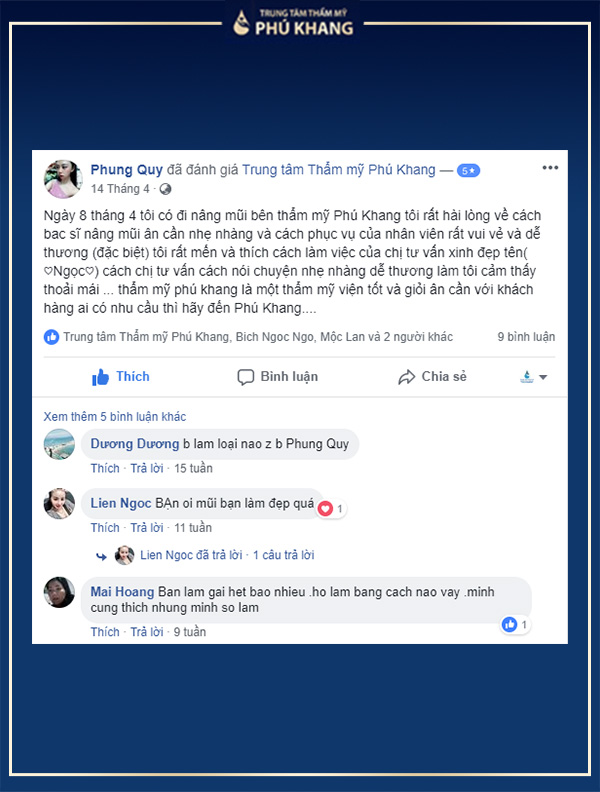 TRUNG TÂM THẨM MỸ
PHÚ KHANG
Phung Quy đã đánh giá Trung tâm Thẩm mỹ Phú Khang — 5★
14 Tháng 4 ·
Ngày 8 tháng 4 tôi có đi nâng mũi bên thẩm mỹ Phú Khang tôi rất hài lòng về cách
bac sĩ nâng mũi ân cần nhẹ nhàng và cách phục vụ của nhân viên rất vui vẻ và dễ
thương (đặc biệt) tôi rất mến và thích cách làm việc của chị tư vấn xinh đẹp tên(
♡Ngọc♡) cách chị tư vấn cách nói chuyện nhẹ nhàng dễ thương làm tôi cảm thấy
thoải mái ... thẩm mỹ phú khang là một thẩm mỹ viện tốt và giỏi ân cần với khách
hàng ai có nhu cầu thì hãy đến Phú Khang....
Trung tâm Thẩm mỹ Phú Khang, Bich Ngoc Ngo, Mộc Lan và 2 người khác 9 bình luận
Thích Bình luận Chia sẻ
Xem thêm 5 bình luận khác
Dương Dương b lam loại nao z b Phung Quy
Thích · Trả lời · 15 tuần
Lien Ngoc BẠn oi mũi bạn làm đẹp quá 1
Thích · Trả lời · 11 tuần
Lien Ngoc đã trả lời · 1 câu trả lời
Mai Hoang Ban lam gai het bao nhieu .ho lam bang cach nao vay .minh
cung thich nhung minh so lam
1
Thích · Trả lời · 9 tuần